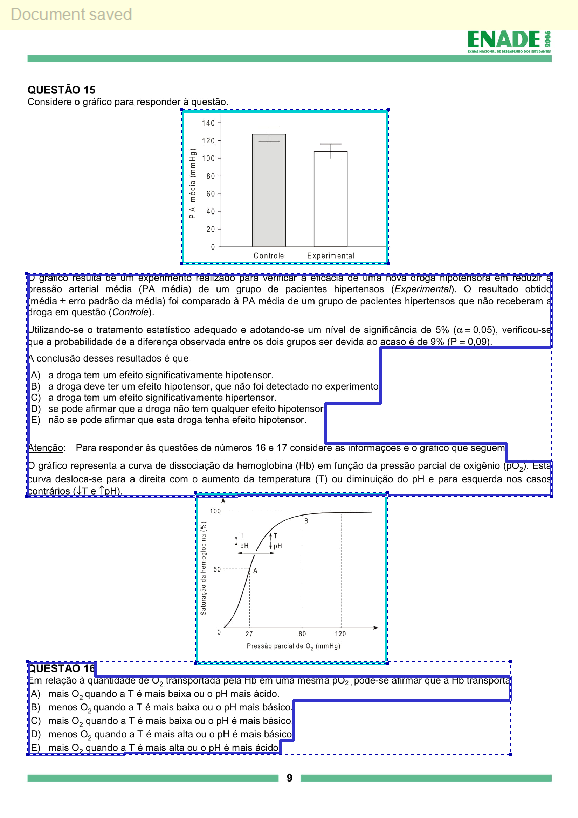 Document saved
ENADE
QUESTÃO 15
Considere o gráfico para responder à questão.
140
120
100
80
60
40
20
0
PA média (mmHg)
Controle Experimental
O gráfico resulta de um experimento realizado para verificar a eficácia de uma nova droga hipotensora em reduzir a
pressão arterial média (PA média) de um grupo de pacientes hipertensos (Experimental). O resultado obtido
(média + erro padrão da média) foi comparado à PA média de um grupo de pacientes hipertensos que não receberam a
droga em questão (Controle).
Utilizando-se o tratamento estatístico adequado e adotando-se um nível de significância de 5% (α = 0,05), verificou-se
que a probabilidade de a diferença observada entre os dois grupos ser devida ao acaso é de 9% (P = 0,09).
A conclusão desses resultados é que
A) a droga tem um efeito significativamente hipotensor.
B) a droga deve ter um efeito hipotensor, que não foi detectado no experimento.
C) a droga tem um efeito significativamente hipertensor.
D) se pode afirmar que a droga não tem qualquer efeito hipotensor.
E) não se pode afirmar que esta droga tenha efeito hipotensor.
Atenção: Para responder às questões de números 16 e 17 considere as informações e o gráfico que seguem.
O gráfico representa a curva de dissociação da hemoglobina (Hb) em função da pressão parcial de oxigênio (pO2). Esta
curva desloca-se para a direita com o aumento da temperatura (T) ou diminuição do pH e para esquerda nos casos
contrários (↓T e ↑pH).
100
50
0
Saturação da hemoglobina (%)
T
pH
T
pH
A
B
27 80 120
Pressão parcial de O2 (mmHg)
QUESTÃO 16
Em relação à quantidade de O2 transportada pela Hb em uma mesma pO2, pode-se afirmar que a Hb transporta
A) mais O2 quando a T é mais baixa ou o pH mais ácido.
B) menos O2 quando a T é mais baixa ou o pH mais básico.
C) mais O2 quando a T é mais baixa ou o pH é mais básico.
D) menos O2 quando a T é mais alta ou o pH é mais básico.
E) mais O2 quando a T é mais alta ou o pH é mais ácido.
9